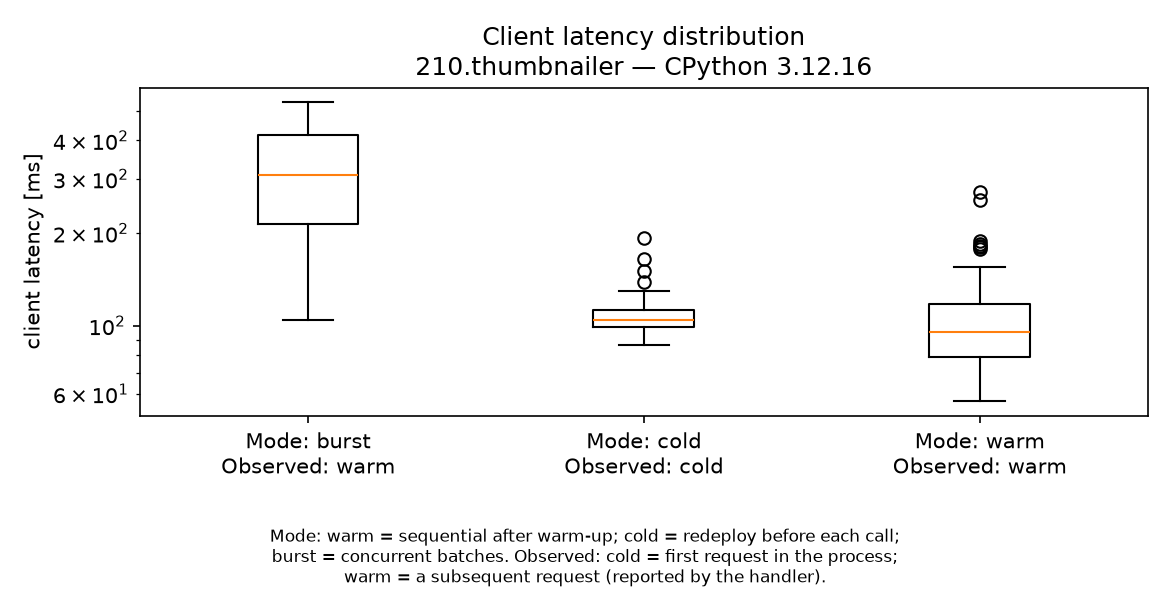 Client latency distribution
210.thumbnailer — CPython 3.12.16
client latency [ms]
4 × 10²
3 × 10²
2 × 10²
10²
6 × 10¹
Mode: burst
Observed: warm
Mode: cold
Observed: cold
Mode: warm
Observed: warm
Mode: warm = sequential after warm-up; cold = redeploy before each call;
burst = concurrent batches. Observed: cold = first request in the process;
warm = a subsequent request (reported by the handler).